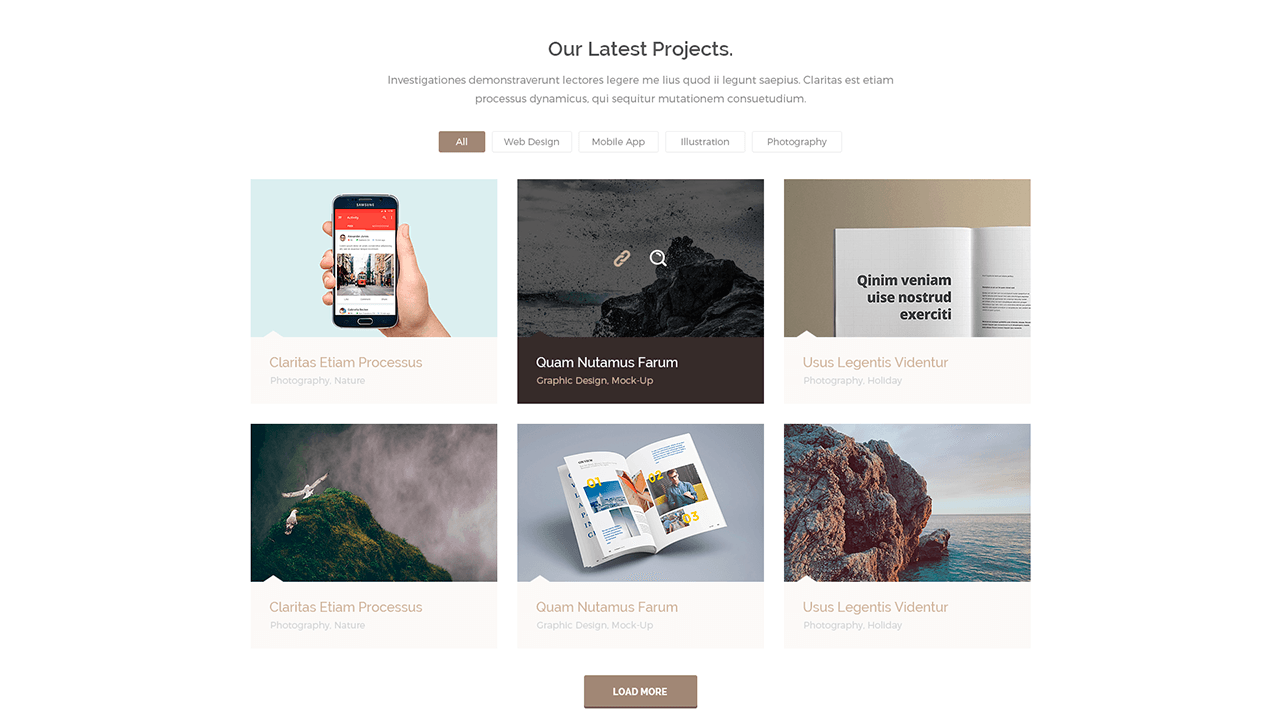 Our Latest Projects.
Investigationes demonstraverunt lectores legere me lius quod ii legunt saepius. Claritas est etiam
processus dynamicus, qui sequitur mutationem consuetudium.
All
Web Design
Mobile App
Illustration
Photography
SAMSUNG
Activity
Qinim veniam
uise nostrud
exerciti
Claritas Etiam Processus
Photography, Nature
Quam Nutamus Farum
Graphic Design, Mock-Up
Usus Legentis Videntur
Photography, Holiday
01
02
03
Claritas Etiam Processus
Photography, Nature
Quam Nutamus Farum
Graphic Design, Mock-Up
Usus Legentis Videntur
Photography, Holiday
LOAD MORE